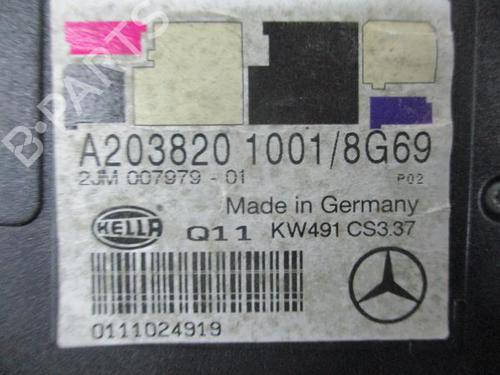 B-PARTS
A203820 1001/8G69
2JM 007979-01 P02
Made in Germany
HELLA Q11 KW491 CS3.37
0111024919